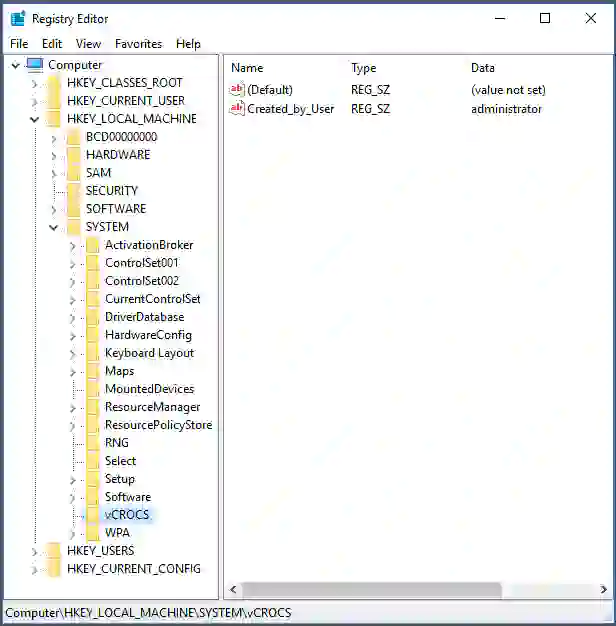 Registry Editor
File Edit View Favorites Help
Computer
HKEY_CLASSES_ROOT
HKEY_CURRENT_USER
HKEY_LOCAL_MACHINE
BCD00000000
HARDWARE
SAM
SECURITY
SOFTWARE
SYSTEM
ActivationBroker
ControlSet001
ControlSet002
CurrentControlSet
DriverDatabase
HardwareConfig
Keyboard Layout
Maps
MountedDevices
ResourceManager
ResourcePolicyStore
RNG
Select
Setup
Software
vCROCS
WPA
HKEY_USERS
HKEY_CURRENT_CONFIG
Name Type Data
ab (Default) REG_SZ (value not set)
ab Created_by_User REG_SZ administrator
Computer\HKEY_LOCAL_MACHINE\SYSTEM\vCROCS